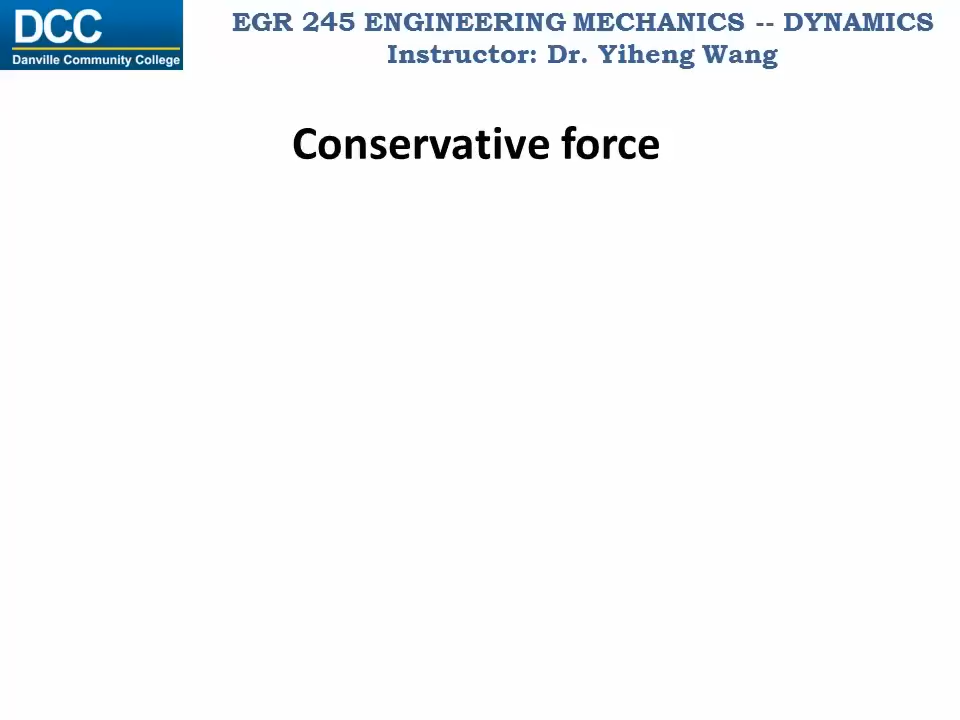 DCC
Danville Community College
EGR 245 ENGINEERING MECHANICS -- DYNAMICS
Instructor: Dr. Yiheng Wang
Conservative force